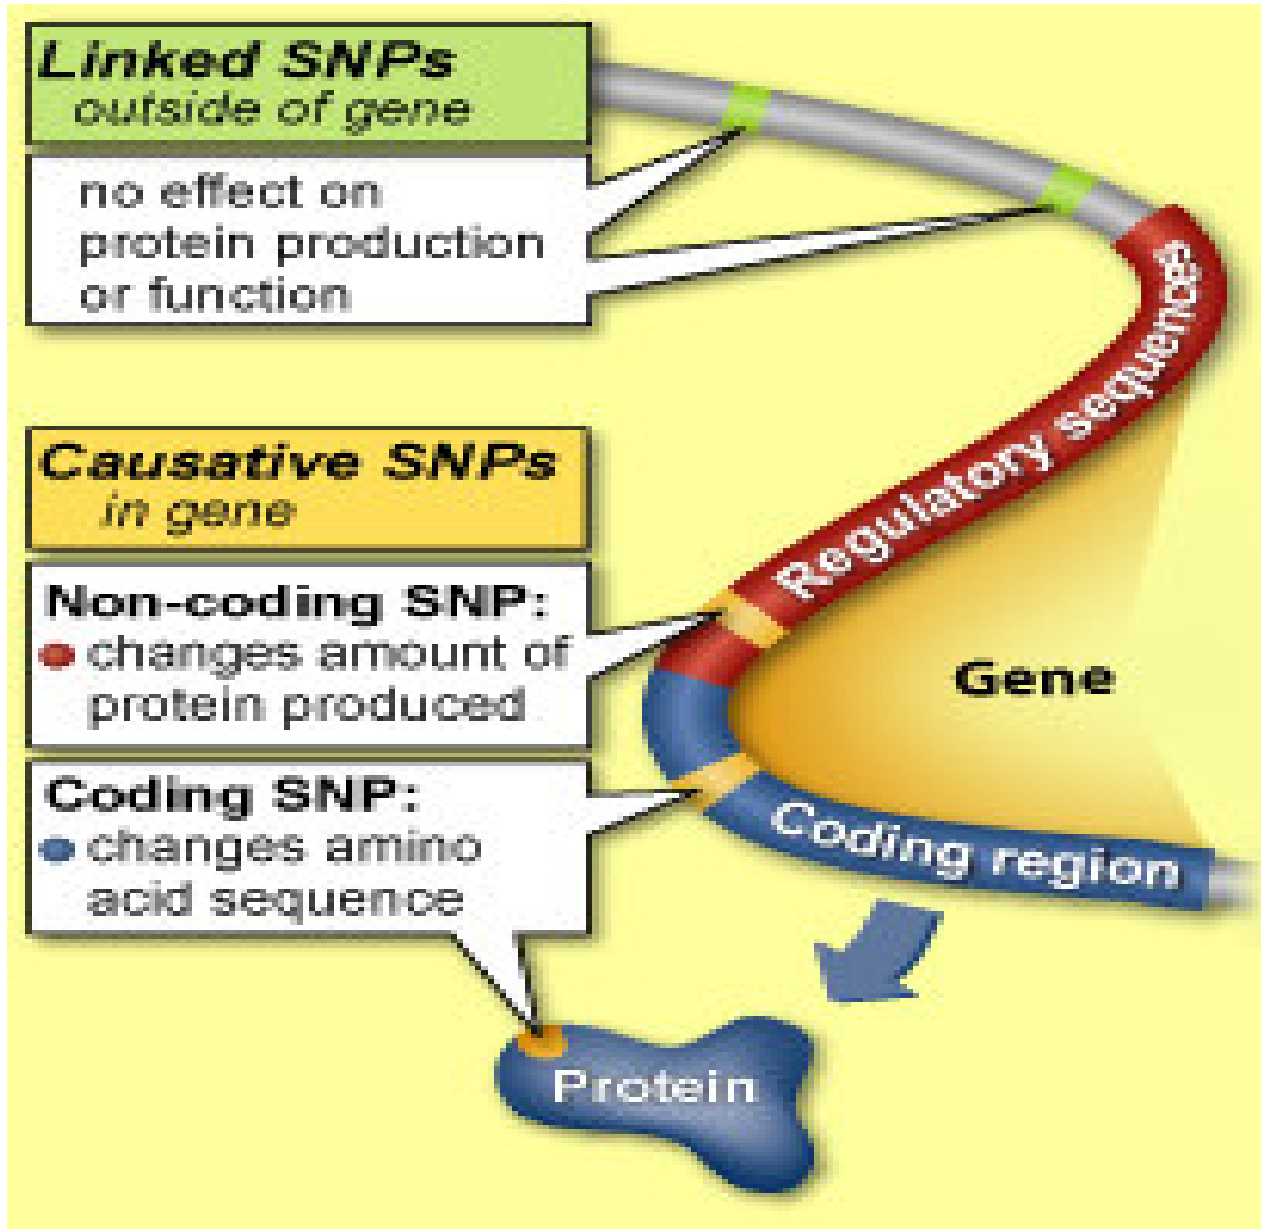 Linked SNPs
outside of gene
no effect on
protein production
or function
Regulatory sequences
Causative SNPs
in gene
Non-coding SNP:
changes amount of
protein produced
Gene
Coding SNP:
changes amino
acid sequence
Coding region
Protein